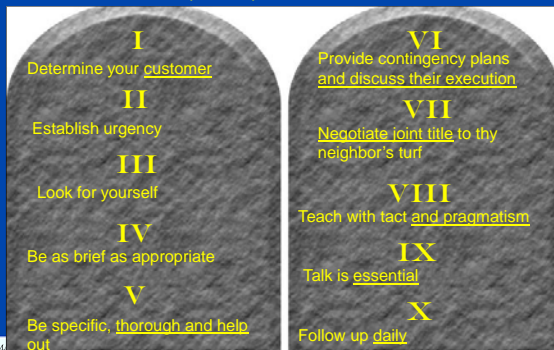 I
Determine your customer
II
Establish urgency
III
Look for yourself
IV
Be as brief as appropriate
V
Be specific, thorough and help
out
VI
Provide contingency plans
and discuss their execution
VII
Negotiate joint title to thy
neighbor's turf
VIII
Teach with tact and pragmatism
IX
Talk is essential
X
Follow up daily